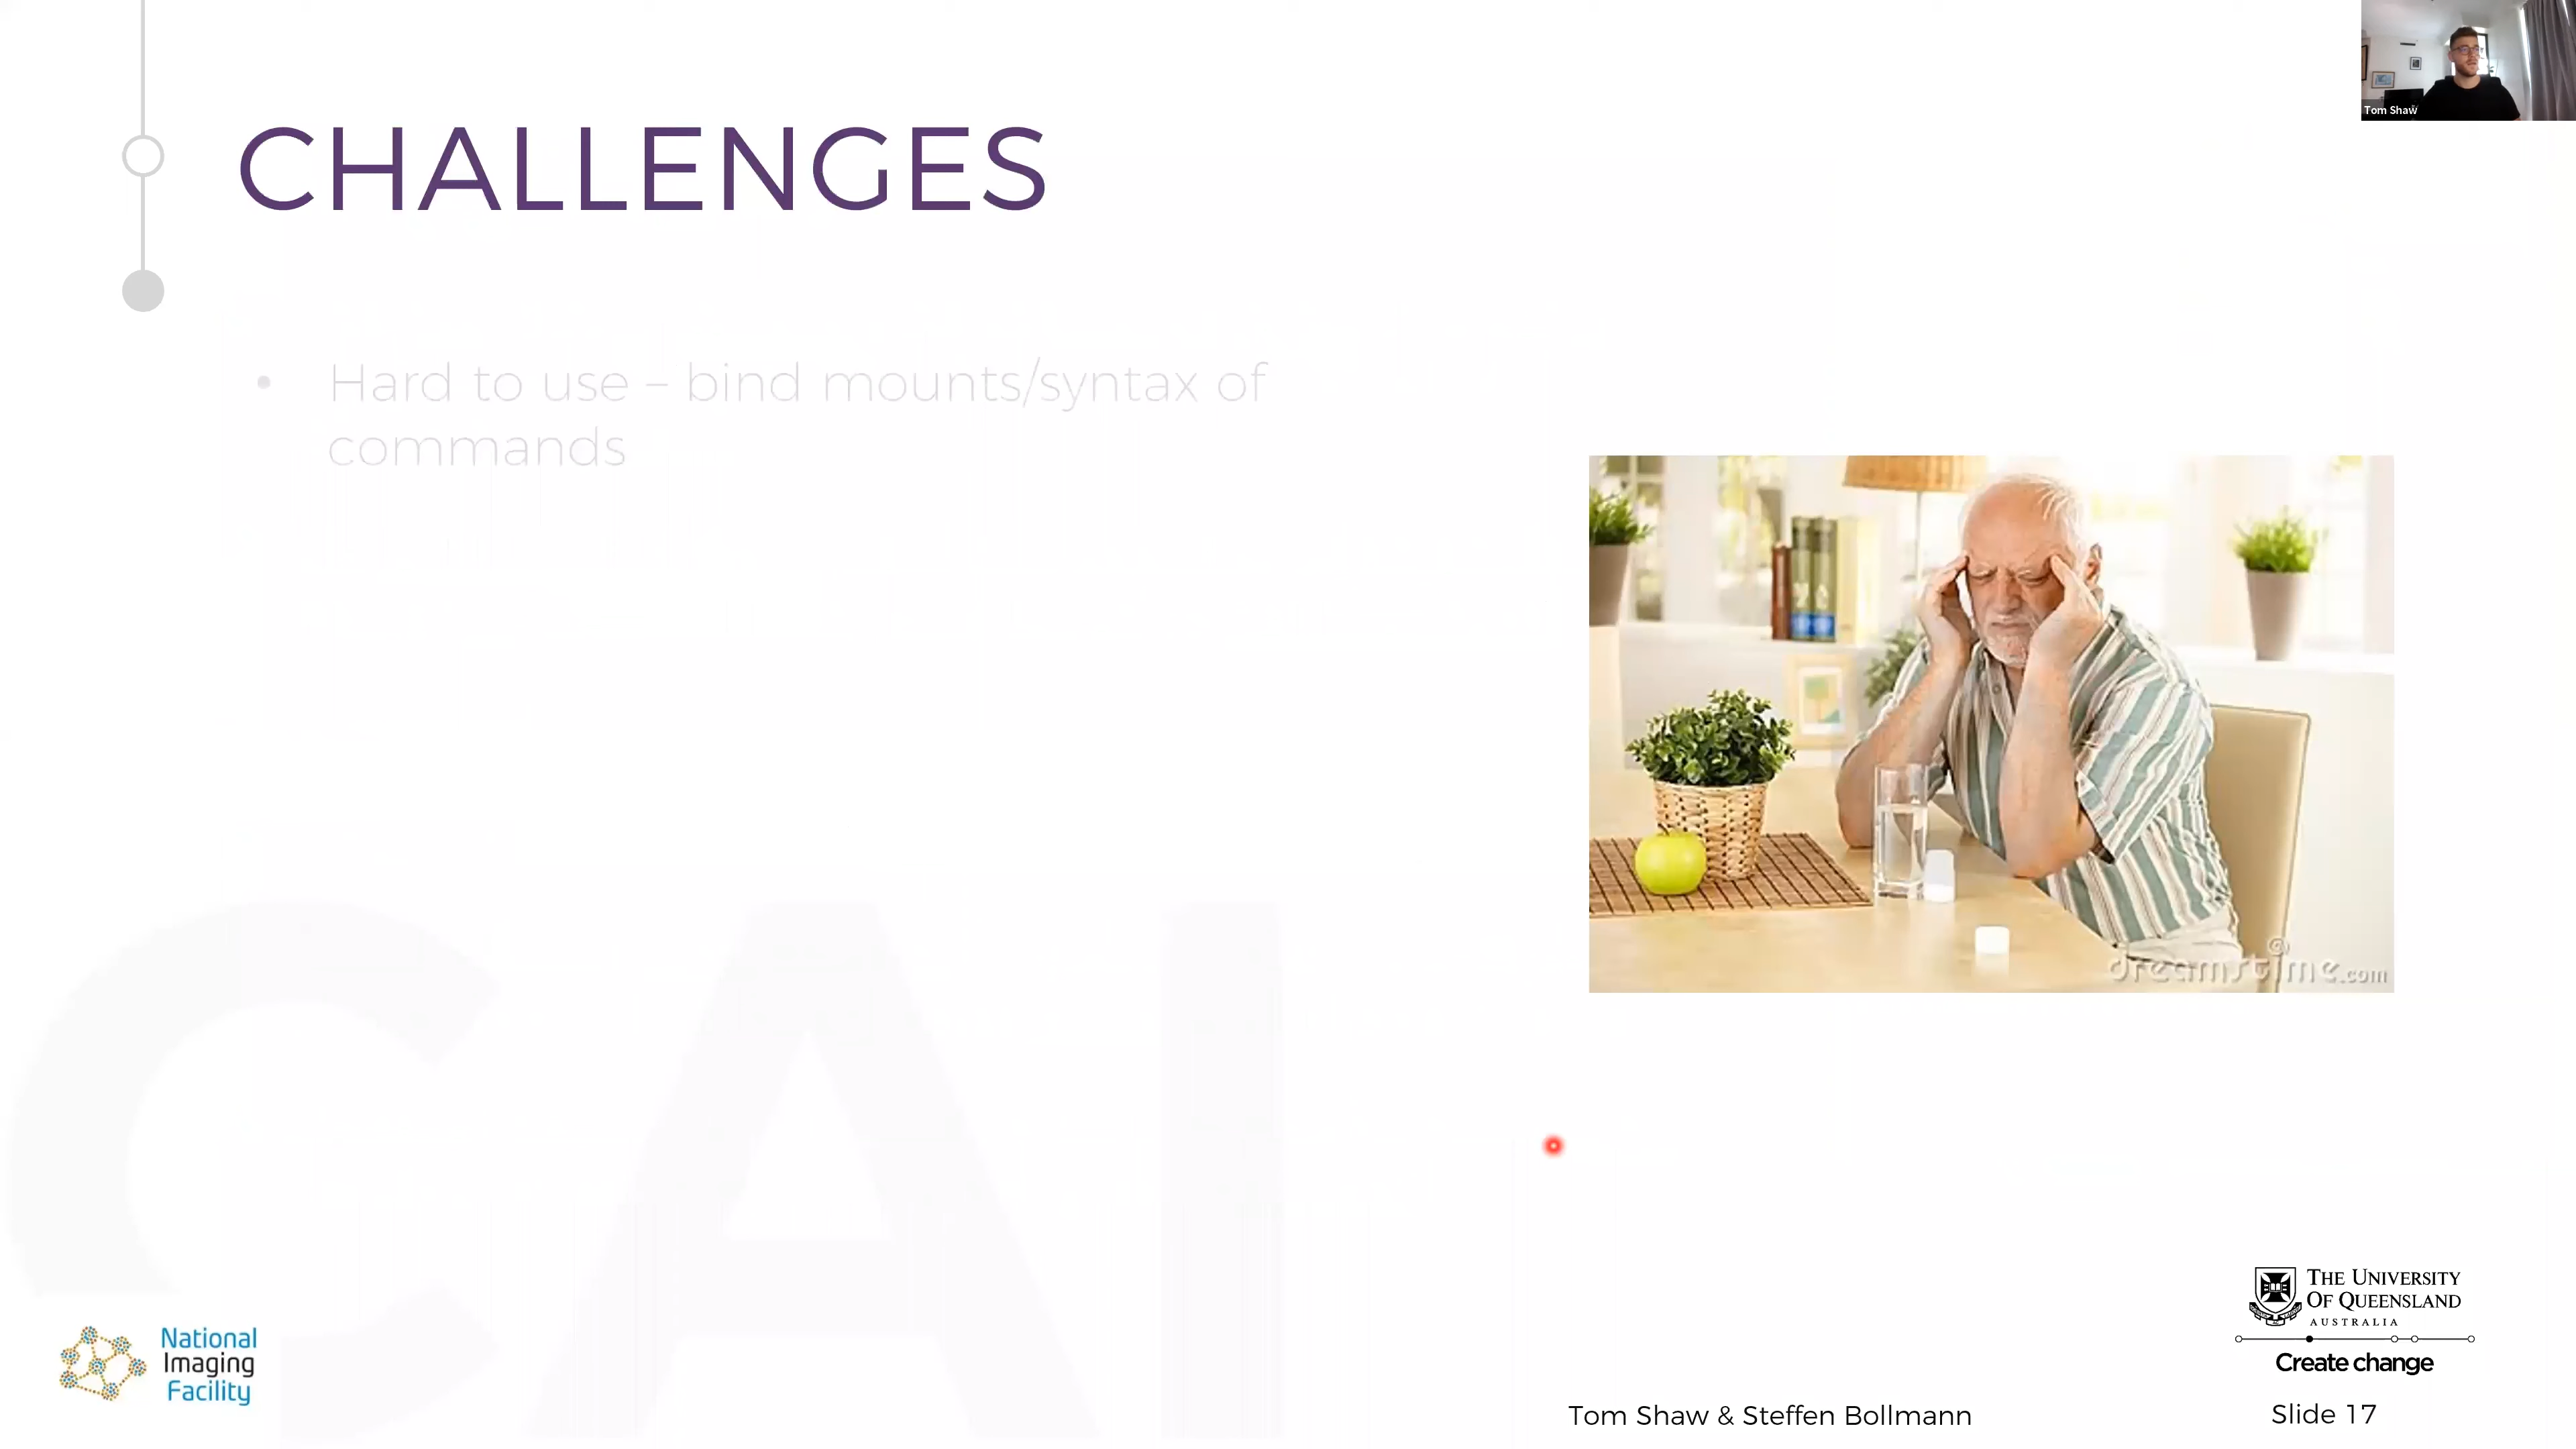 Tom Shaw
CHALLENGES
• Hard to use – bind mounts/syntax of
commands
dreamstime.com
CAI
National
Imaging
Facility
THE UNIVERSITY
OF QUEENSLAND
AUSTRALIA
Create change
Tom Shaw & Steffen Bollmann
Slide 17